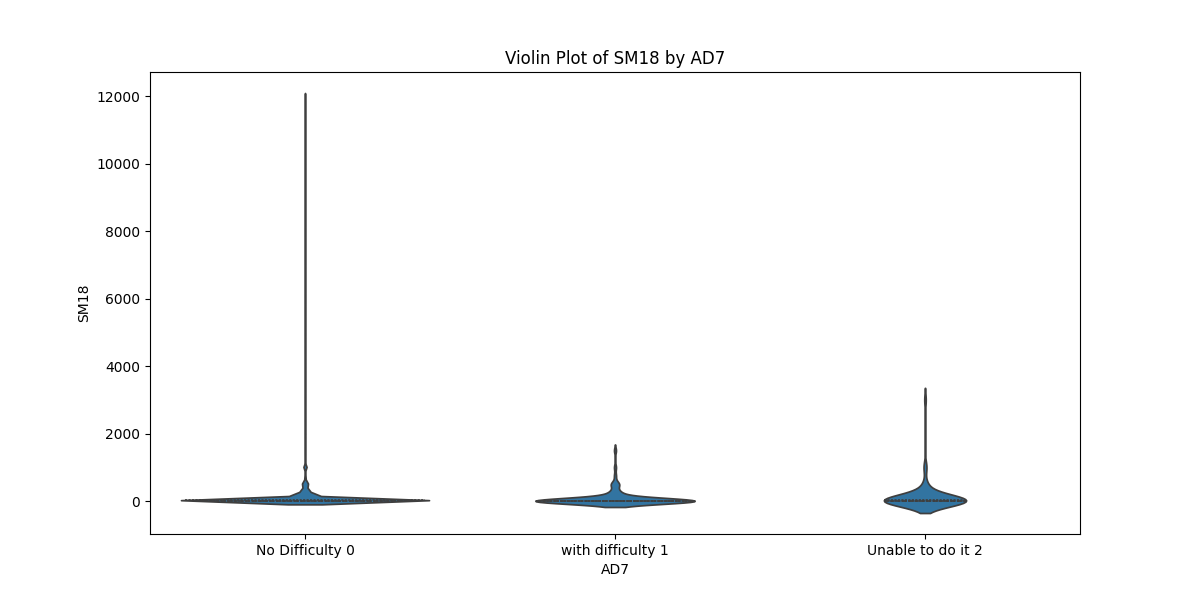 Violin Plot of SM18 by AD7
12000
10000
8000
6000
4000
2000
0
SM18
No Difficulty 0
with difficulty 1
Unable to do it 2
AD7